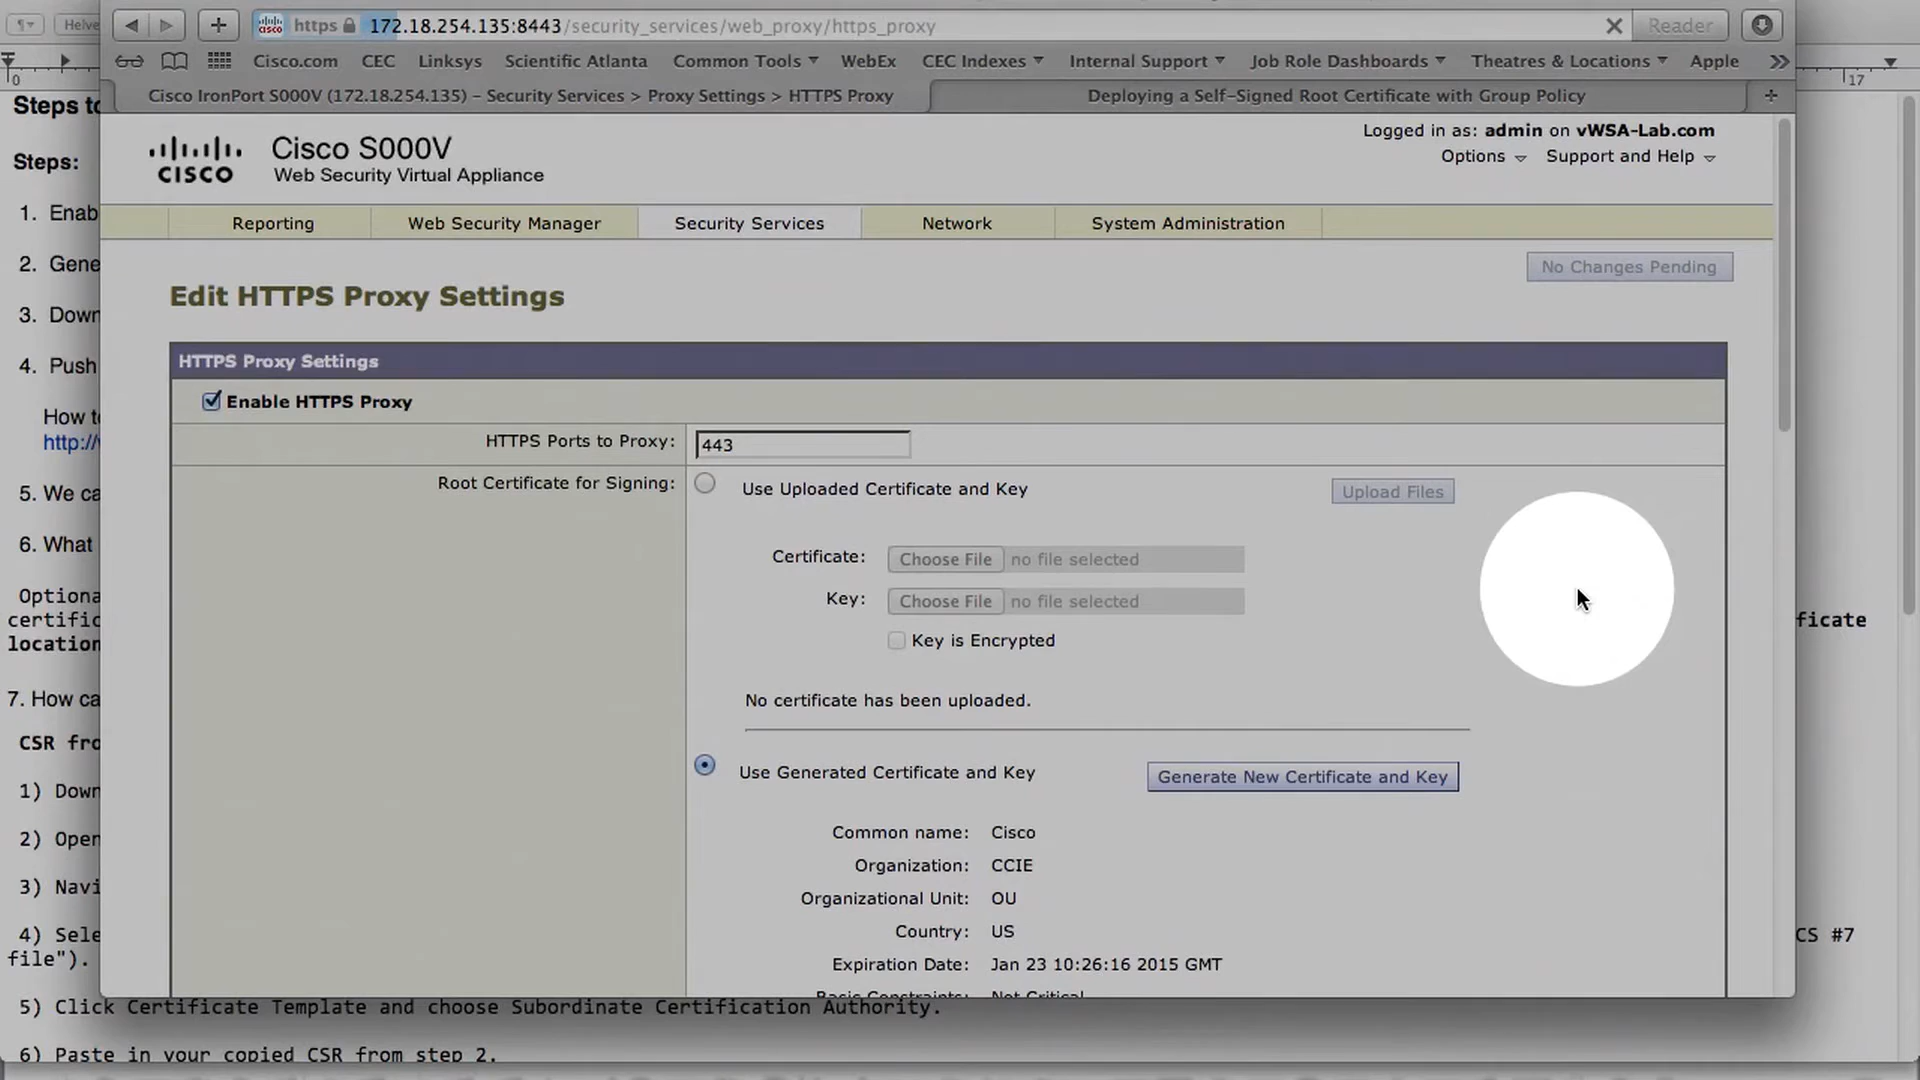 Helve
https 172.18.254.135:8443/security_services/web_proxy/https_proxy
Reader
Cisco.com CEC Linksys Scientific Atlanta Common Tools WebEx CEC Indexes Internal Support Job Role Dashboards Theatres & Locations Apple
0
17
Cisco IronPort S000V (172.18.254.135) – Security Services > Proxy Settings > HTTPS Proxy
Deploying a Self-Signed Root Certificate with Group Policy
Steps to
Logged in as: admin on vWSA-Lab.com
Options Support and Help
CISCO
Cisco S000V
Web Security Virtual Appliance
Steps:
Reporting Web Security Manager Security Services Network System Administration
1. Enab
2. Gene
No Changes Pending
Edit HTTPS Proxy Settings
3. Down
4. Push
HTTPS Proxy Settings
Enable HTTPS Proxy
How to
http://
HTTPS Ports to Proxy: 443
Root Certificate for Signing:
Use Uploaded Certificate and Key
Upload Files
5. We ca
6. What
Certificate: Choose File no file selected
Key: Choose File no file selected
Key is Encrypted
Optiona
certific
location
ficate
No certificate has been uploaded.
7. How ca
CSR fro
Use Generated Certificate and Key
Generate New Certificate and Key
1) Down
2) Open
3) Navi
4) Sele
file").
CS #7
Common name: Cisco
Organization: CCIE
Organizational Unit: OU
Country: US
Expiration Date: Jan 23 10:26:16 2015 GMT
Basic Constraints: Not Critical
5) Click Certificate Template and choose Subordinate Certification Authority.
6) Paste in your copied CSR from step 2.